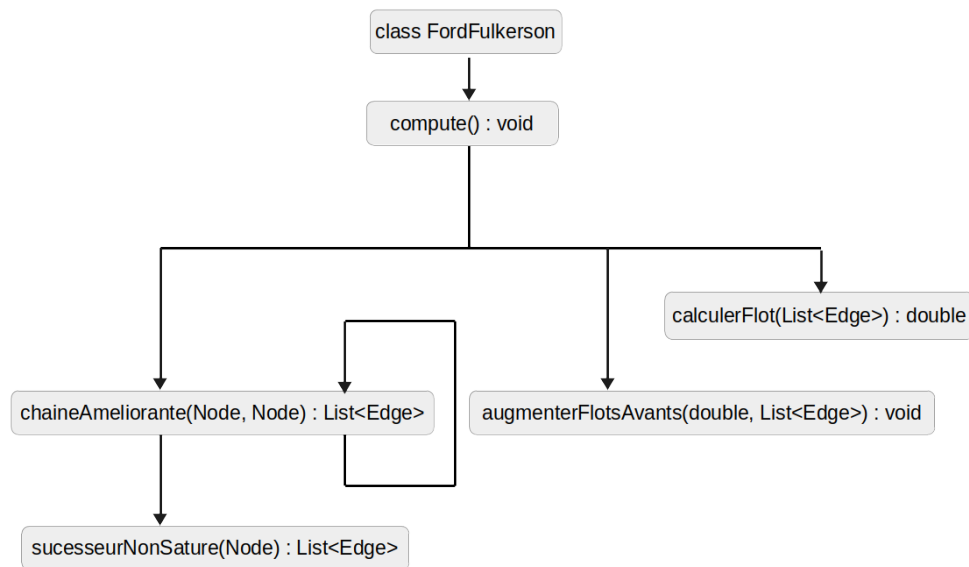 class FordFulkerson
compute() : void
calculerFlot(List<Edge>) : double
chaineAmeliorante(Node, Node) : List<Edge>
augmenterFlotsAvants(double, List<Edge>) : void
sucesseurNonSature(Node) : List<Edge>